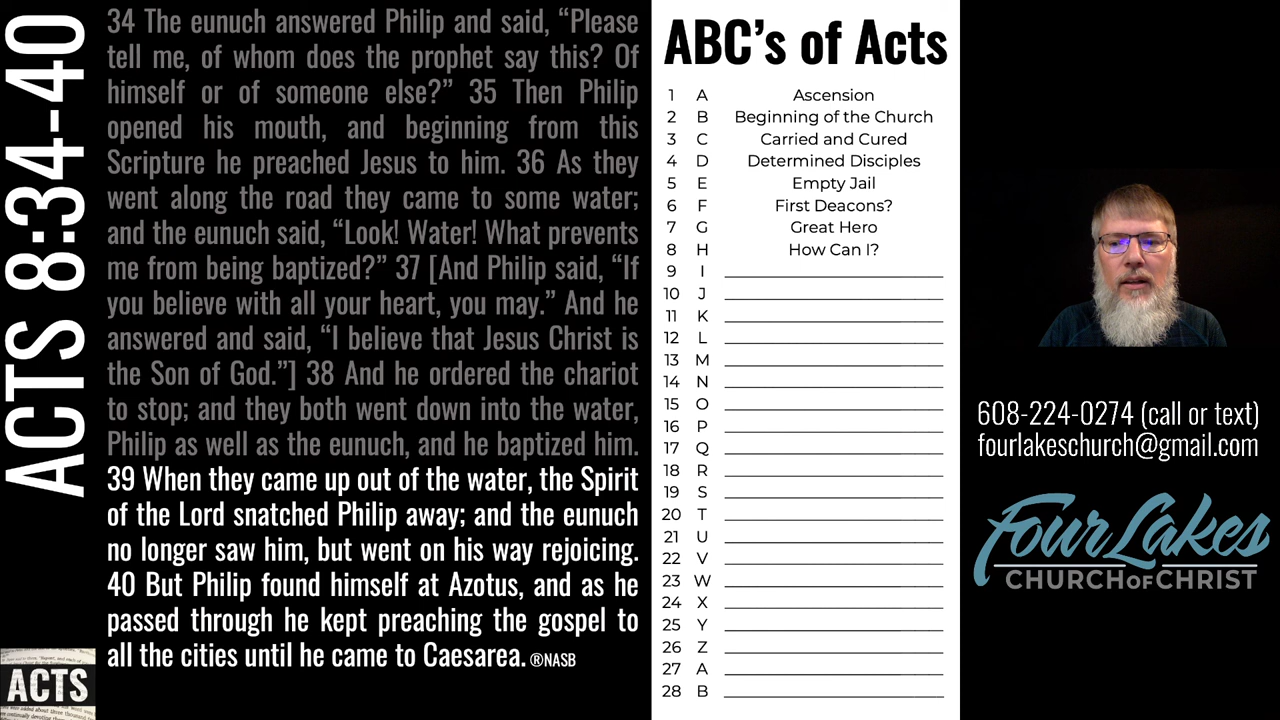 ACTS 8:34-40
34 The eunuch answered Philip and said, “Please
tell me, of whom does the prophet say this? Of
himself or of someone else?” 35 Then Philip
opened his mouth, and beginning from this
Scripture he preached Jesus to him. 36 As they
went along the road they came to some water;
and the eunuch said, “Look! Water! What prevents
me from being baptized?” 37 [And Philip said, “If
you believe with all your heart, you may.” And he
answered and said, “I believe that Jesus Christ is
the Son of God.”] 38 And he ordered the chariot
to stop; and they both went down into the water,
Philip as well as the eunuch, and he baptized him.
39 When they came up out of the water, the Spirit
of the Lord snatched Philip away; and the eunuch
no longer saw him, but went on his way rejoicing.
40 But Philip found himself at Azotus, and as he
passed through he kept preaching the gospel to
all the cities until he came to Caesarea. ®NASB
ACTS
ABC’s of Acts
1 A Ascension
2 B Beginning of the Church
3 C Carried and Cured
4 D Determined Disciples
5 E Empty Jail
6 F First Deacons?
7 G Great Hero
8 H How Can I?
9 I
10 J
11 K
12 L
13 M
14 N
15 O
16 P
17 Q
18 R
19 S
20 T
21 U
22 V
23 W
24 X
25 Y
26 Z
27 A
28 B
608-224-0274 (call or text)
fourlakeschurch@gmail.com
Four Lakes
CHURCH OF CHRIST